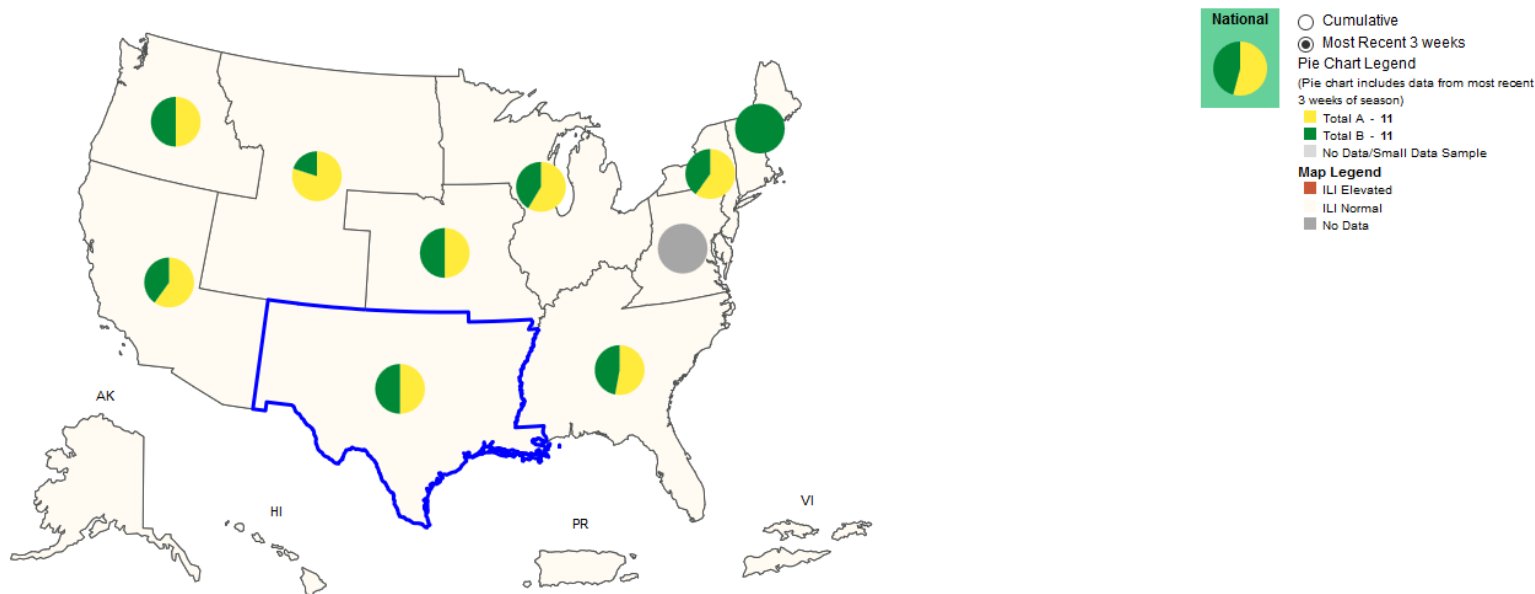 National
Cumulative
Most Recent 3 weeks
Pie Chart Legend
(Pie chart includes data from most recent
3 weeks of season)
Total A - 11
Total B - 11
No Data/Small Data Sample
Map Legend
ILI Elevated
ILI Normal
No Data
AK
HI
PR
VI